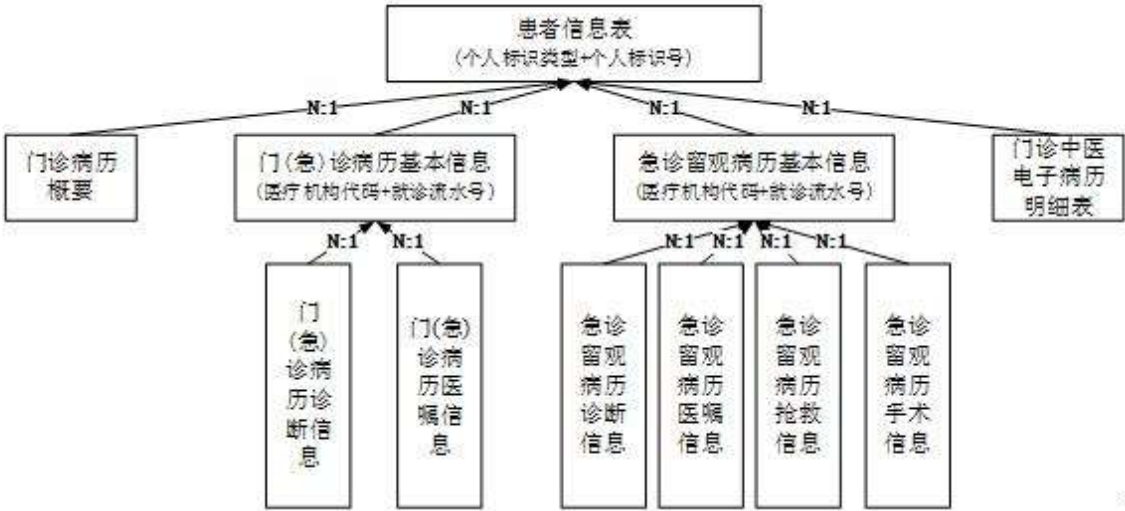 患者信息表
(个人标识类型+个人标识号)
N:1
N:1
N:1
N:1
门诊病历
概要
门(急)诊病历基本信息
(医疗机构代码+就诊流水号)
急诊留观病历基本信息
(医疗机构代码+就诊流水号)
门诊中医
电子病历
明细表
N:1
N:1
N:1
N:1
N:1
N:1
门
(急)
诊病
历诊
断信
息
门(急)
诊病
历医
嘱信
息
急诊
留观
病历
诊断
信息
急诊
留观
病历
医嘱
信息
急诊
留观
病历
抢救
信息
急诊
留观
病历
手术
信息